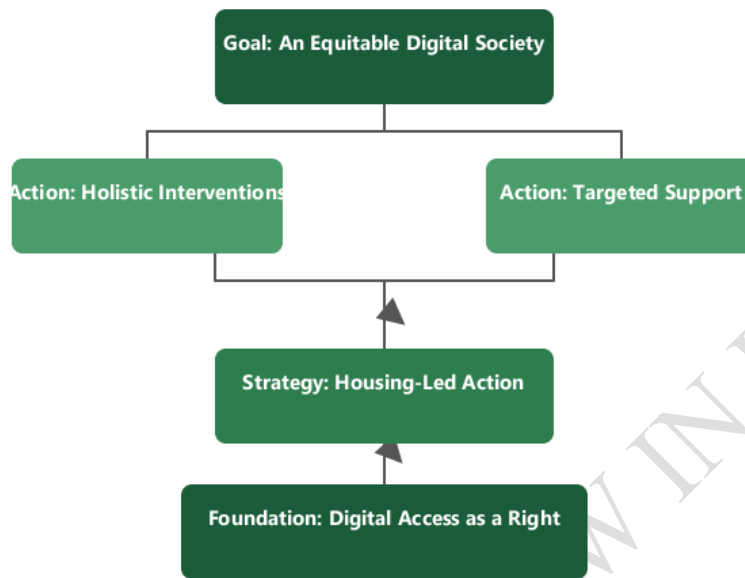 Goal: An Equitable Digital Society
Action: Holistic Interventions
Action: Targeted Support
Strategy: Housing-Led Action
Foundation: Digital Access as a Right
W IN